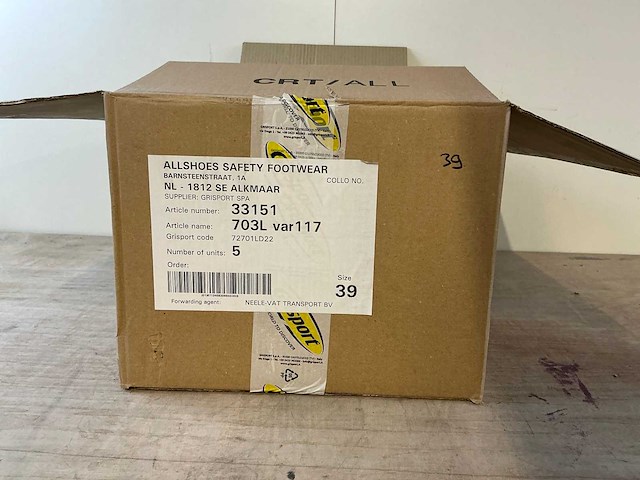 CRT/ALL
39
ALLSHOES SAFETY FOOTWEAR
BARNSTEENSTRAAT, 1A
COLLO NO.
NL - 1812 SE ALKMAAR
SUPPLIER: GRISPORT SPA
Article number: 33151
Article name: 703L var117
Grisport code 72701LD22
Number of units: 5
Order:
Size
39
Forwarding agent: NEELE-VAT TRANSPORT BV